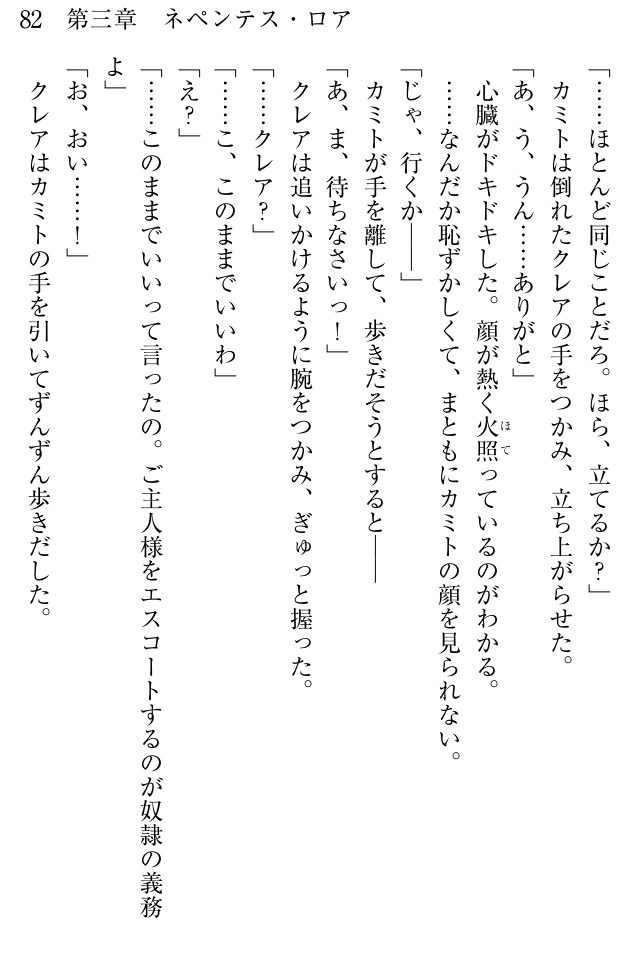 82 第三章 ネペンテス・ロア
「……ほとんど同じことだろ。ほら、立てるか?」
カミトは倒れたクレアの手をつかみ、立ち上がらせた。
「あ、う、うん……ありがと」
心臓がドキドキした。顔が熱く火照っているのがわかる。
ほて
……なんだか恥ずかしくて、まともにカミトの顔を見られない。
「じゃ、行くか――」
カミトが手を離して、歩きだそうとすると――
「あ、ま、待ちなさいっ!」
クレアは追いかけるように腕をつかみ、ぎゅっと握った。
「……クレア?」
「……こ、このままでいいわ」
「え?」
「……このままでいいって言ったの。ご主人様をエスコートするのが奴隷の義務
よ」
「お、おい……!」
クレアはカミトの手を引いてずんずん歩きだした。